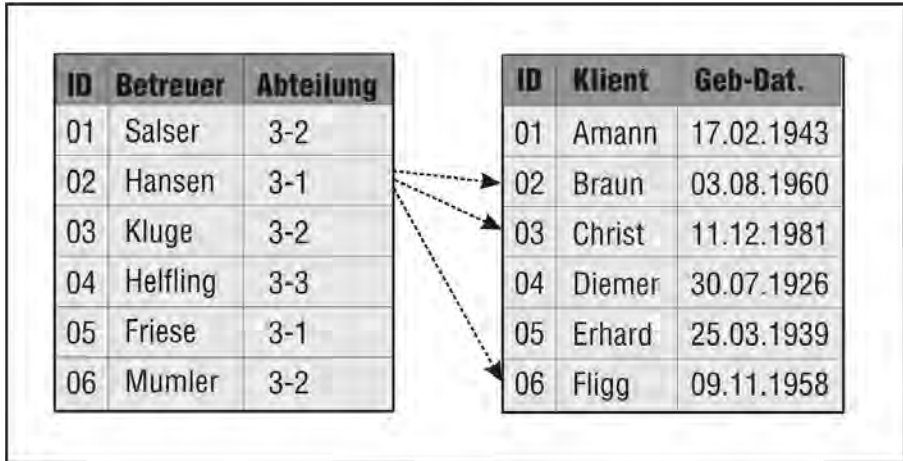 ID Betreuer Abteilung
01 Salser 3-2
02 Hansen 3-1
03 Kluge 3-2
04 Helfling 3-3
05 Friese 3-1
06 Mumler 3-2
ID Klient Geb-Dat.
01 Amann 17.02.1943
02 Braun 03.08.1960
03 Christ 11.12.1981
04 Diemer 30.07.1926
05 Erhard 25.03.1939
06 Fligg 09.11.1958